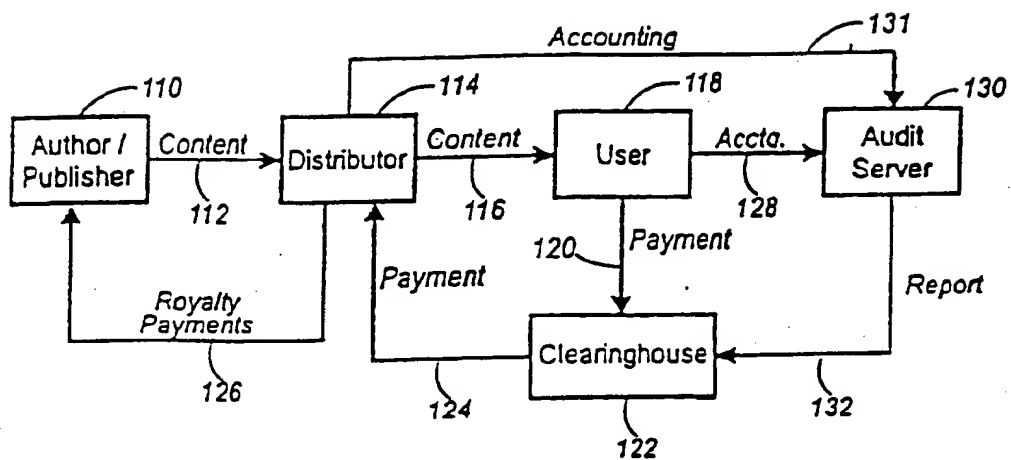 Accounting
131
110
114
118
130
Author /
Publisher
Content
112
Distributor
Content
116
User
Accta.
128
Audit
Server
120
Payment
Payment
Report
Royalty
Payments
126
Clearinghouse
124
132
122